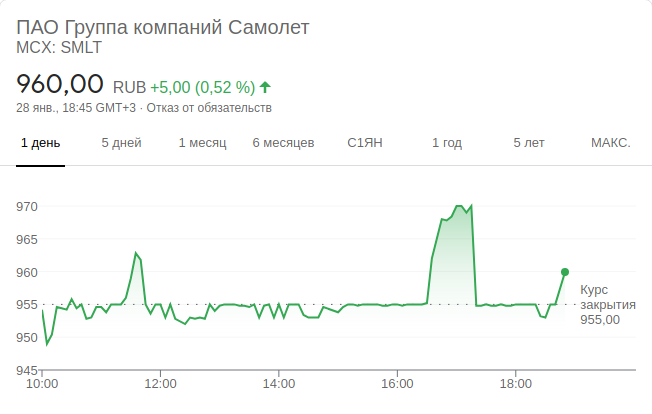 ПАО Группа компаний Самолет
MCX: SMLT
960,00 RUB +5,00 (0,52 %)
28 янв., 18:45 GMT+3 · Отказ от обязательств
1 день 5 дней 1 месяц 6 месяцев С1ЯН 1 год 5 лет МАКС.
970
965
960
955
950
945
Курс
закрытия
955,00
10:00 12:00 14:00 16:00 18:00